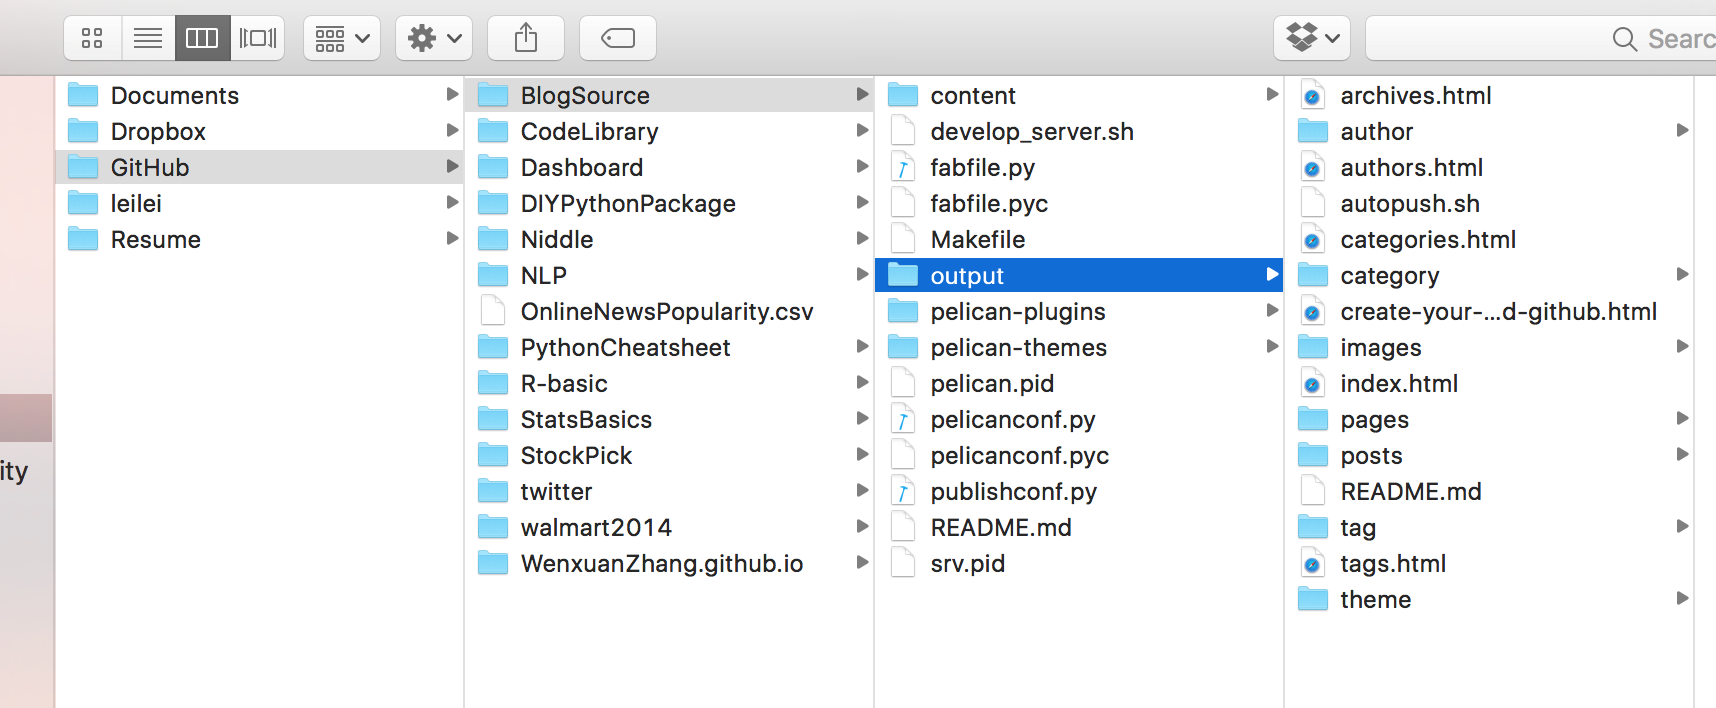 Searc
ity
Documents
Dropbox
GitHub
leilei
Resume
BlogSource
CodeLibrary
Dashboard
DIYPythonPackage
Niddle
NLP
OnlineNewsPopularity.csv
PythonCheatsheet
R-basic
StatsBasics
StockPick
twitter
walmart2014
WenxuanZhang.github.io
content
develop_server.sh
fabfile.py
fabfile.pyc
Makefile
output
pelican-plugins
pelican-themes
pelican.pid
pelicanconf.py
pelicanconf.pyc
publishconf.py
README.md
srv.pid
archives.html
author
authors.html
autopush.sh
categories.html
category
create-your-...d-github.html
images
index.html
pages
posts
README.md
tag
tags.html
theme